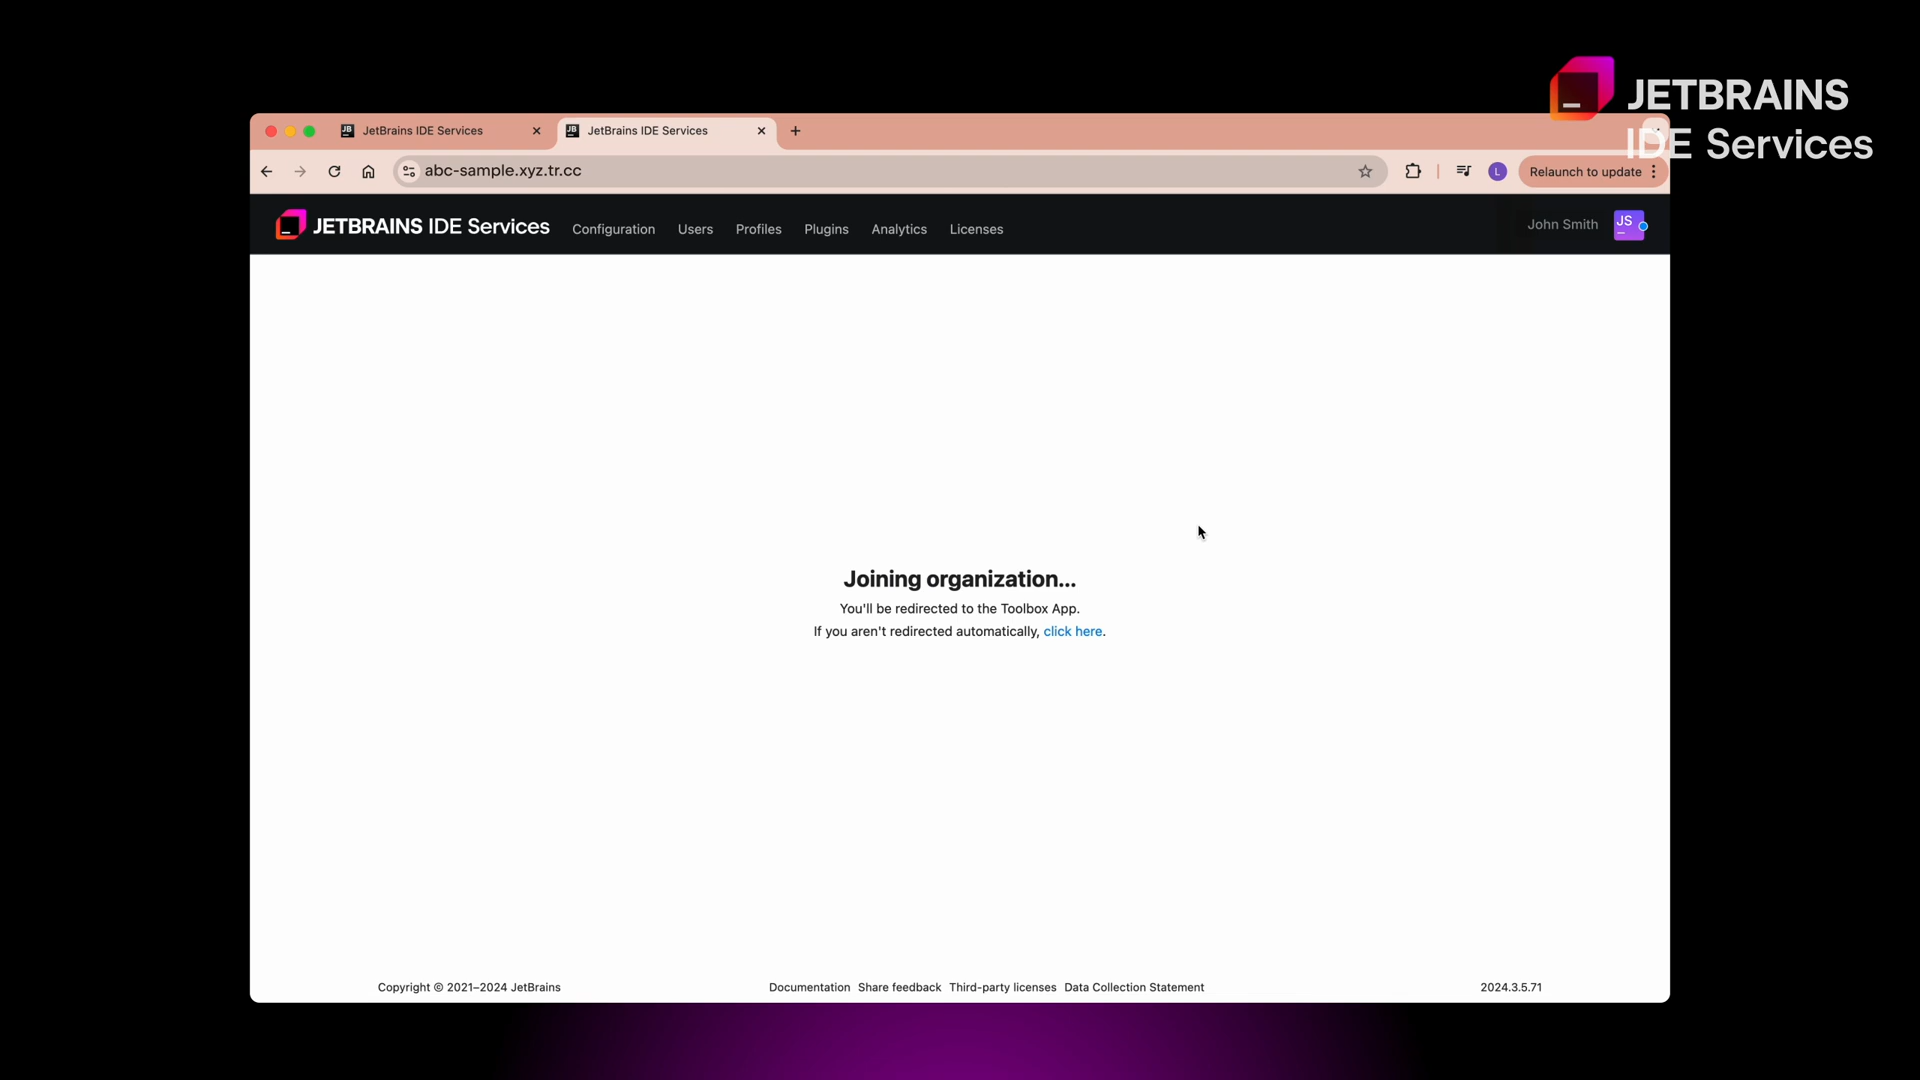 JETBRAINS
IDE Services
JetBrains IDE Services
JetBrains IDE Services
abc-sample.xyz.tr.cc
L
Relaunch to update
JETBRAINS IDE Services
Configuration
Users
Profiles
Plugins
Analytics
Licenses
John Smith
JS
Joining organization...
You'll be redirected to the Toolbox App.
If you aren't redirected automatically, click here.
Copyright © 2021–2024 JetBrains
Documentation
Share feedback
Third-party licenses
Data Collection Statement
2024.3.5.71